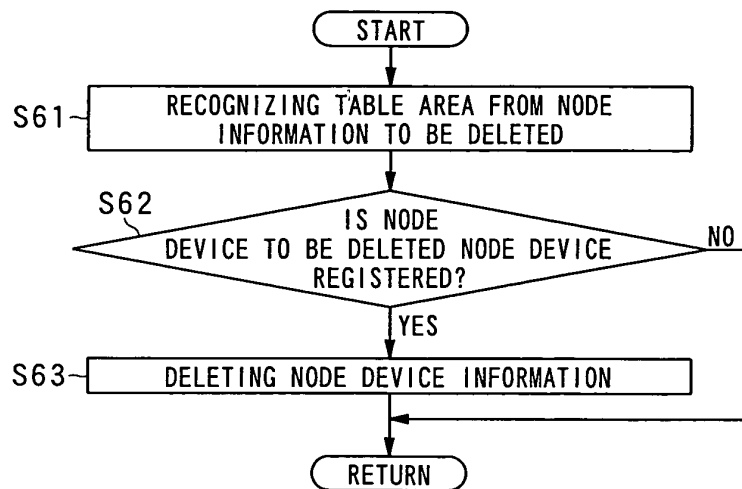 START
S61
RECOGNIZING TABLE AREA FROM NODE
INFORMATION TO BE DELETED
S62
IS NODE
DEVICE TO BE DELETED NODE DEVICE
REGISTERED?
NO
YES
S63
DELETING NODE DEVICE INFORMATION
RETURN